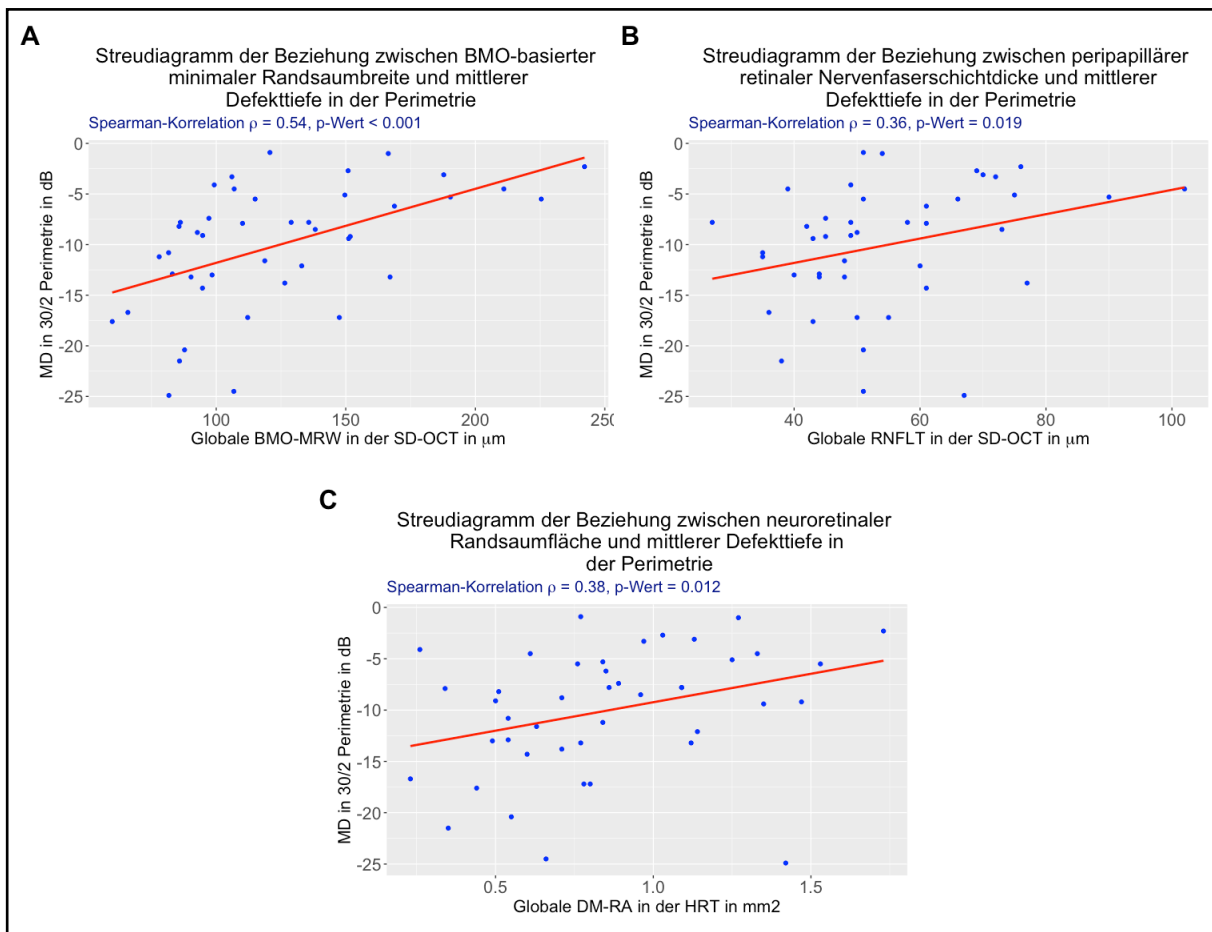 A
Streudiagramm der Beziehung zwischen BMO-basierter
minimaler Randsaumbreite und mittlerer
Defekttiefe in der Perimetrie
Spearman-Korrelation ρ = 0.54, p-Wert < 0.001
MD in 30/2 Perimetrie in dB
0
-5
-10
-15
-20
-25
100
150
200
250
Globale BMO-MRW in der SD-OCT in μm
B
Streudiagramm der Beziehung zwischen peripapillärer
retinaler Nervenfaserschichtdicke und mittlerer
Defekttiefe in der Perimetrie
Spearman-Korrelation ρ = 0.36, p-Wert = 0.019
MD in 30/2 Perimetrie in dB
0
-5
-10
-15
-20
-25
40
60
80
100
Globale RNFLT in der SD-OCT in μm
C
Streudiagramm der Beziehung zwischen neuroretinaler
Randsaumfläche und mittlerer Defekttiefe in
der Perimetrie
Spearman-Korrelation ρ = 0.38, p-Wert = 0.012
MD in 30/2 Perimetrie in dB
0
-5
-10
-15
-20
-25
0.5
1.0
1.5
Globale DM-RA in der HRT in mm2